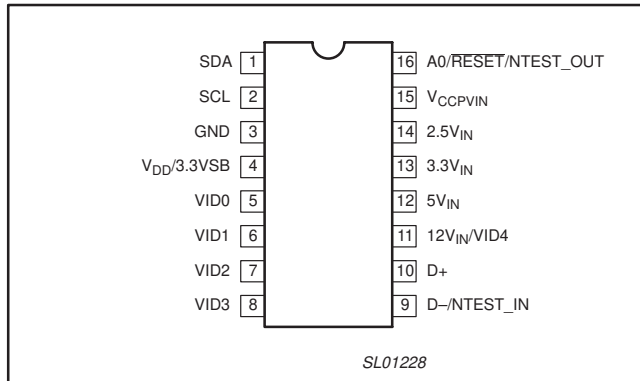 SDA 1 16 A0/RESET/NTEST_OUT
SCL 2 15 VCCPVIN
GND 3 14 2.5VIN
VDD/3.3VSB 4 13 3.3VIN
VID0 5 12 5VIN
VID1 6 11 12VIN/VID4
VID2 7 10 D+
VID3 8 9 D–/NTEST_IN
SL01228